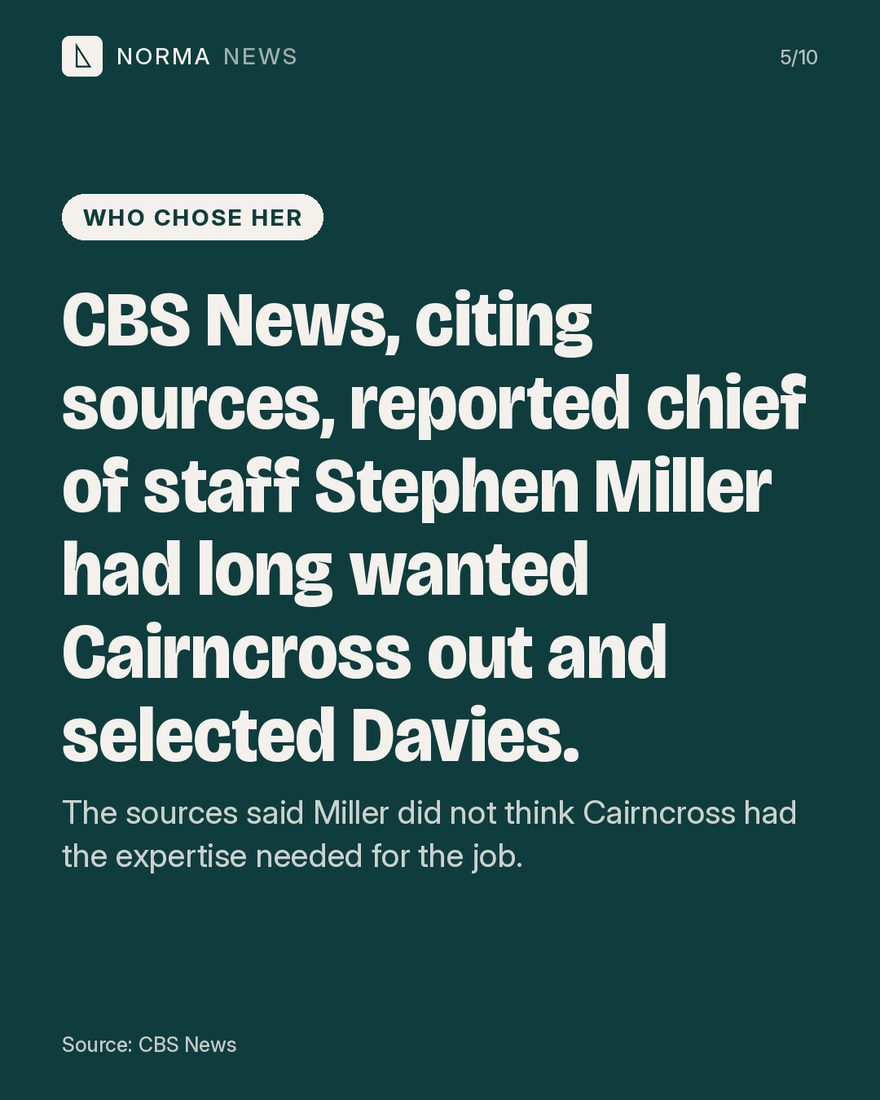 NORMA NEWS
5/10
WHO CHOSE HER
CBS News, citing
sources, reported chief
of staff Stephen Miller
had long wanted
Cairncross out and
selected Davies.
The sources said Miller did not think Cairncross had
the expertise needed for the job.
Source: CBS News